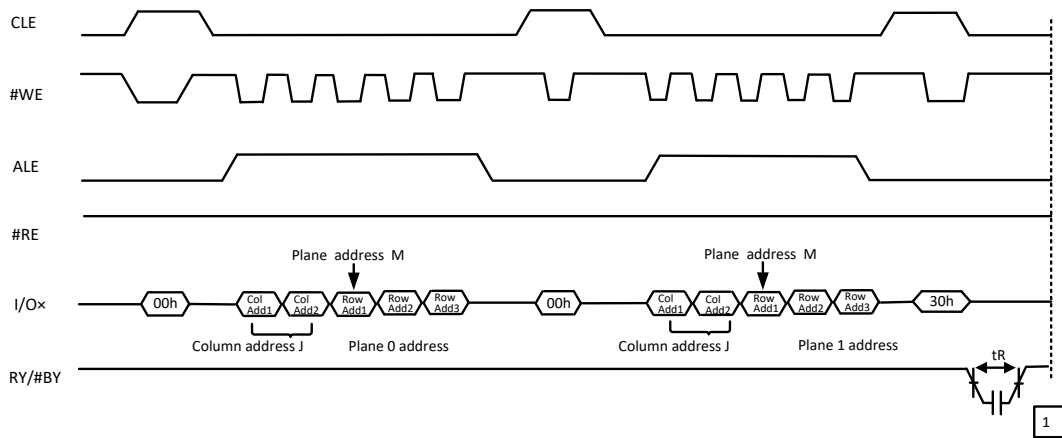 CLE
#WE
ALE
#RE
Plane address M
Plane address M
I/O×
00h
Col Add1
Col Add2
Row Add1
Row Add2
Row Add3
00h
Col Add1
Col Add2
Row Add1
Row Add2
Row Add3
30h
Column address J
Plane 0 address
Column address J
Plane 1 address
RY/#BY
tR
1